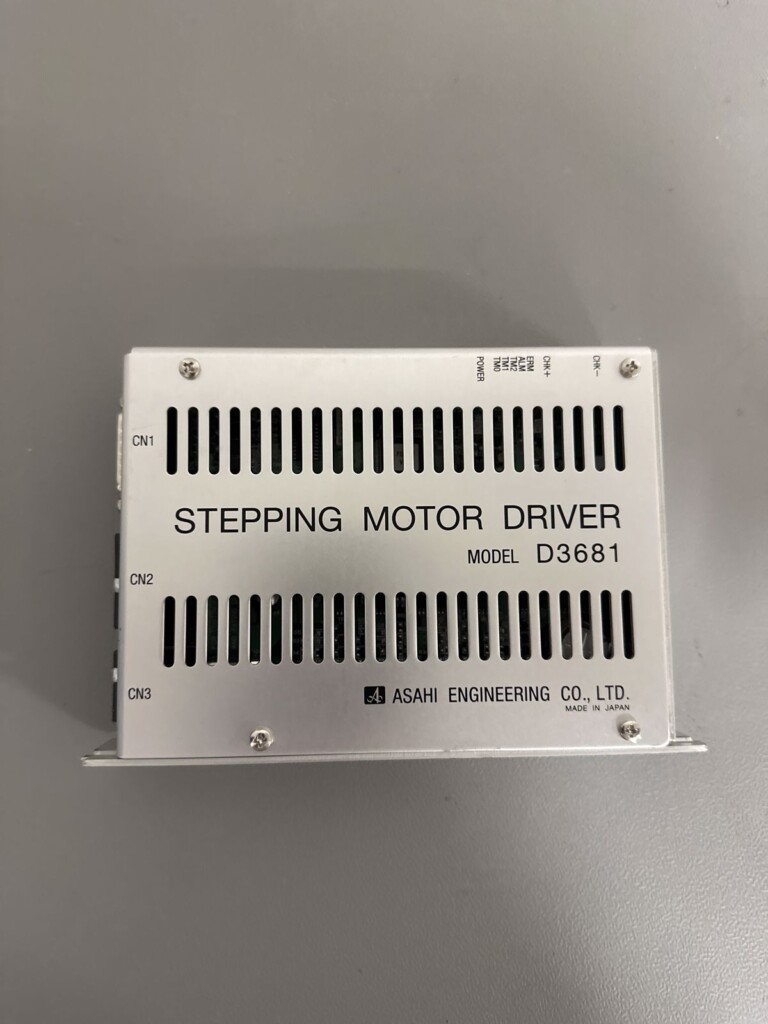 POWER
TM0
TM1
TM2
ALM
ERM
CHK+
CHK−
CN1
STEPPING MOTOR DRIVER
MODEL D3681
CN2
CN3
A ASAHI ENGINEERING CO., LTD.
MADE IN JAPAN